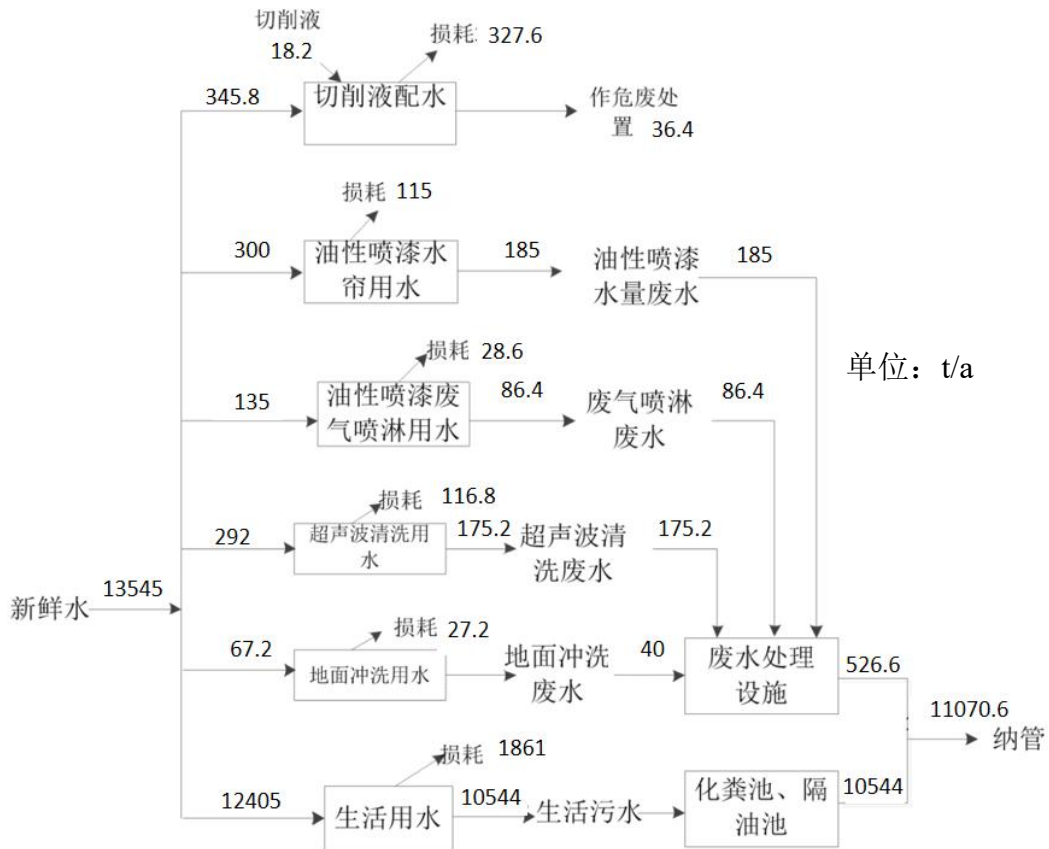 切削液
18.2
损耗 327.6
345.8
切削液配水
作危废处
置 36.4
损耗 115
300
油性喷漆水
帘用水
185
油性喷漆
水量废水
185
单位：t/a
损耗 28.6
135
油性喷漆废
气喷淋用水
86.4
废气喷淋
废水
86.4
损耗 116.8
292
超声波清洗用
水
175.2
超声波清
洗废水
175.2
新鲜水
13545
损耗 27.2
67.2
地面冲洗用水
地面冲洗
废水
40
废水处理
设施
526.6
11070.6
纳管
损耗 1861
12405
生活用水
10544
生活污水
化粪池、隔
油池
10544